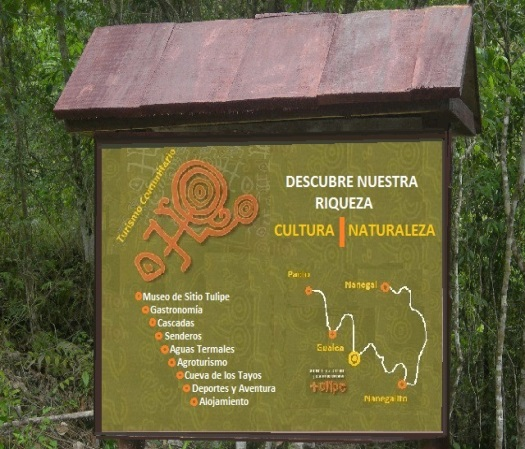 Turismo Comunitario
DESCUBRE NUESTRA
RIQUEZA
CULTURA | NATURALEZA
Museo de Sitio Tulipe
Gastronomía
Cascadas
Senderos
Aguas Termales
Agroturismo
Cueva de los Tayos
Deportes y Aventura
Alojamiento
Pacto
Nanegal
Gualea
tulipe
Nanegalito